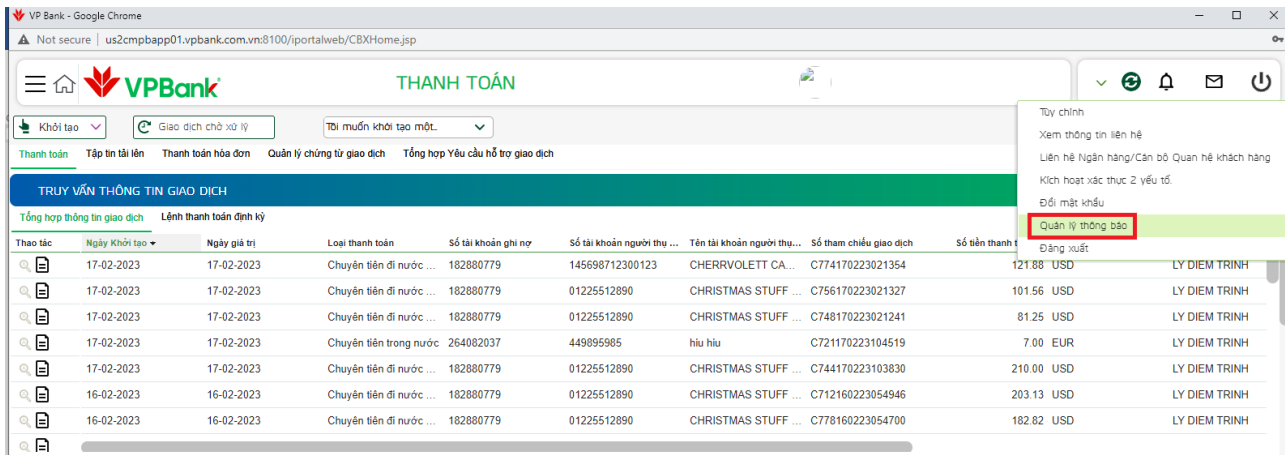 VP Bank - Google Chrome
Not secure | us2cmpbapp01.vpbank.com.vn:8100/iportalweb/CBXHome.jsp
VPBank THANH TOÁN
Khởi tạo Giao dịch chờ xử lý Tôi muốn khởi tạo một..
Tùy chỉnh
Xem thông tin liên hệ
Liên hệ Ngân hàng/Cán bộ Quan hệ khách hàng
Kích hoạt xác thực 2 yếu tố.
Đổi mật khẩu
Quản lý thông báo
Đăng xuất
Thanh toán Tập tin tải lên Thanh toán hóa đơn Quản lý chứng từ giao dịch Tổng hợp Yêu cầu hỗ trợ giao dịch
TRUY VẤN THÔNG TIN GIAO DỊCH
Tổng hợp thông tin giao dịch Lệnh thanh toán định kỳ
Thao tác Ngày Khởi tạo Ngày giá trị Loại thanh toán Số tài khoản ghi nợ Số tài khoản người thụ ... Tên tài khoản người thụ... Số tham chiếu giao dịch Số tiền thanh t
17-02-2023 17-02-2023 Chuyển tiền đi nước ... 182880779 145698712300123 CHERRVOLETT CA... C774170223021354 121.88 USD LY DIEM TRINH
17-02-2023 17-02-2023 Chuyển tiền đi nước ... 182880779 01225512890 CHRISTMAS STUFF ... C756170223021327 101.56 USD LY DIEM TRINH
17-02-2023 17-02-2023 Chuyển tiền đi nước ... 182880779 01225512890 CHRISTMAS STUFF ... C748170223021241 81.25 USD LY DIEM TRINH
17-02-2023 17-02-2023 Chuyển tiền trong nước 264082037 449895985 hiu hiu C721170223104519 7.00 EUR LY DIEM TRINH
17-02-2023 17-02-2023 Chuyển tiền đi nước ... 182880779 01225512890 CHRISTMAS STUFF ... C744170223103830 210.00 USD LY DIEM TRINH
16-02-2023 16-02-2023 Chuyển tiền đi nước ... 182880779 01225512890 CHRISTMAS STUFF ... C712160223054946 203.13 USD LY DIEM TRINH
16-02-2023 16-02-2023 Chuyển tiền đi nước ... 182880779 01225512890 CHRISTMAS STUFF ... C778160223054700 182.82 USD LY DIEM TRINH